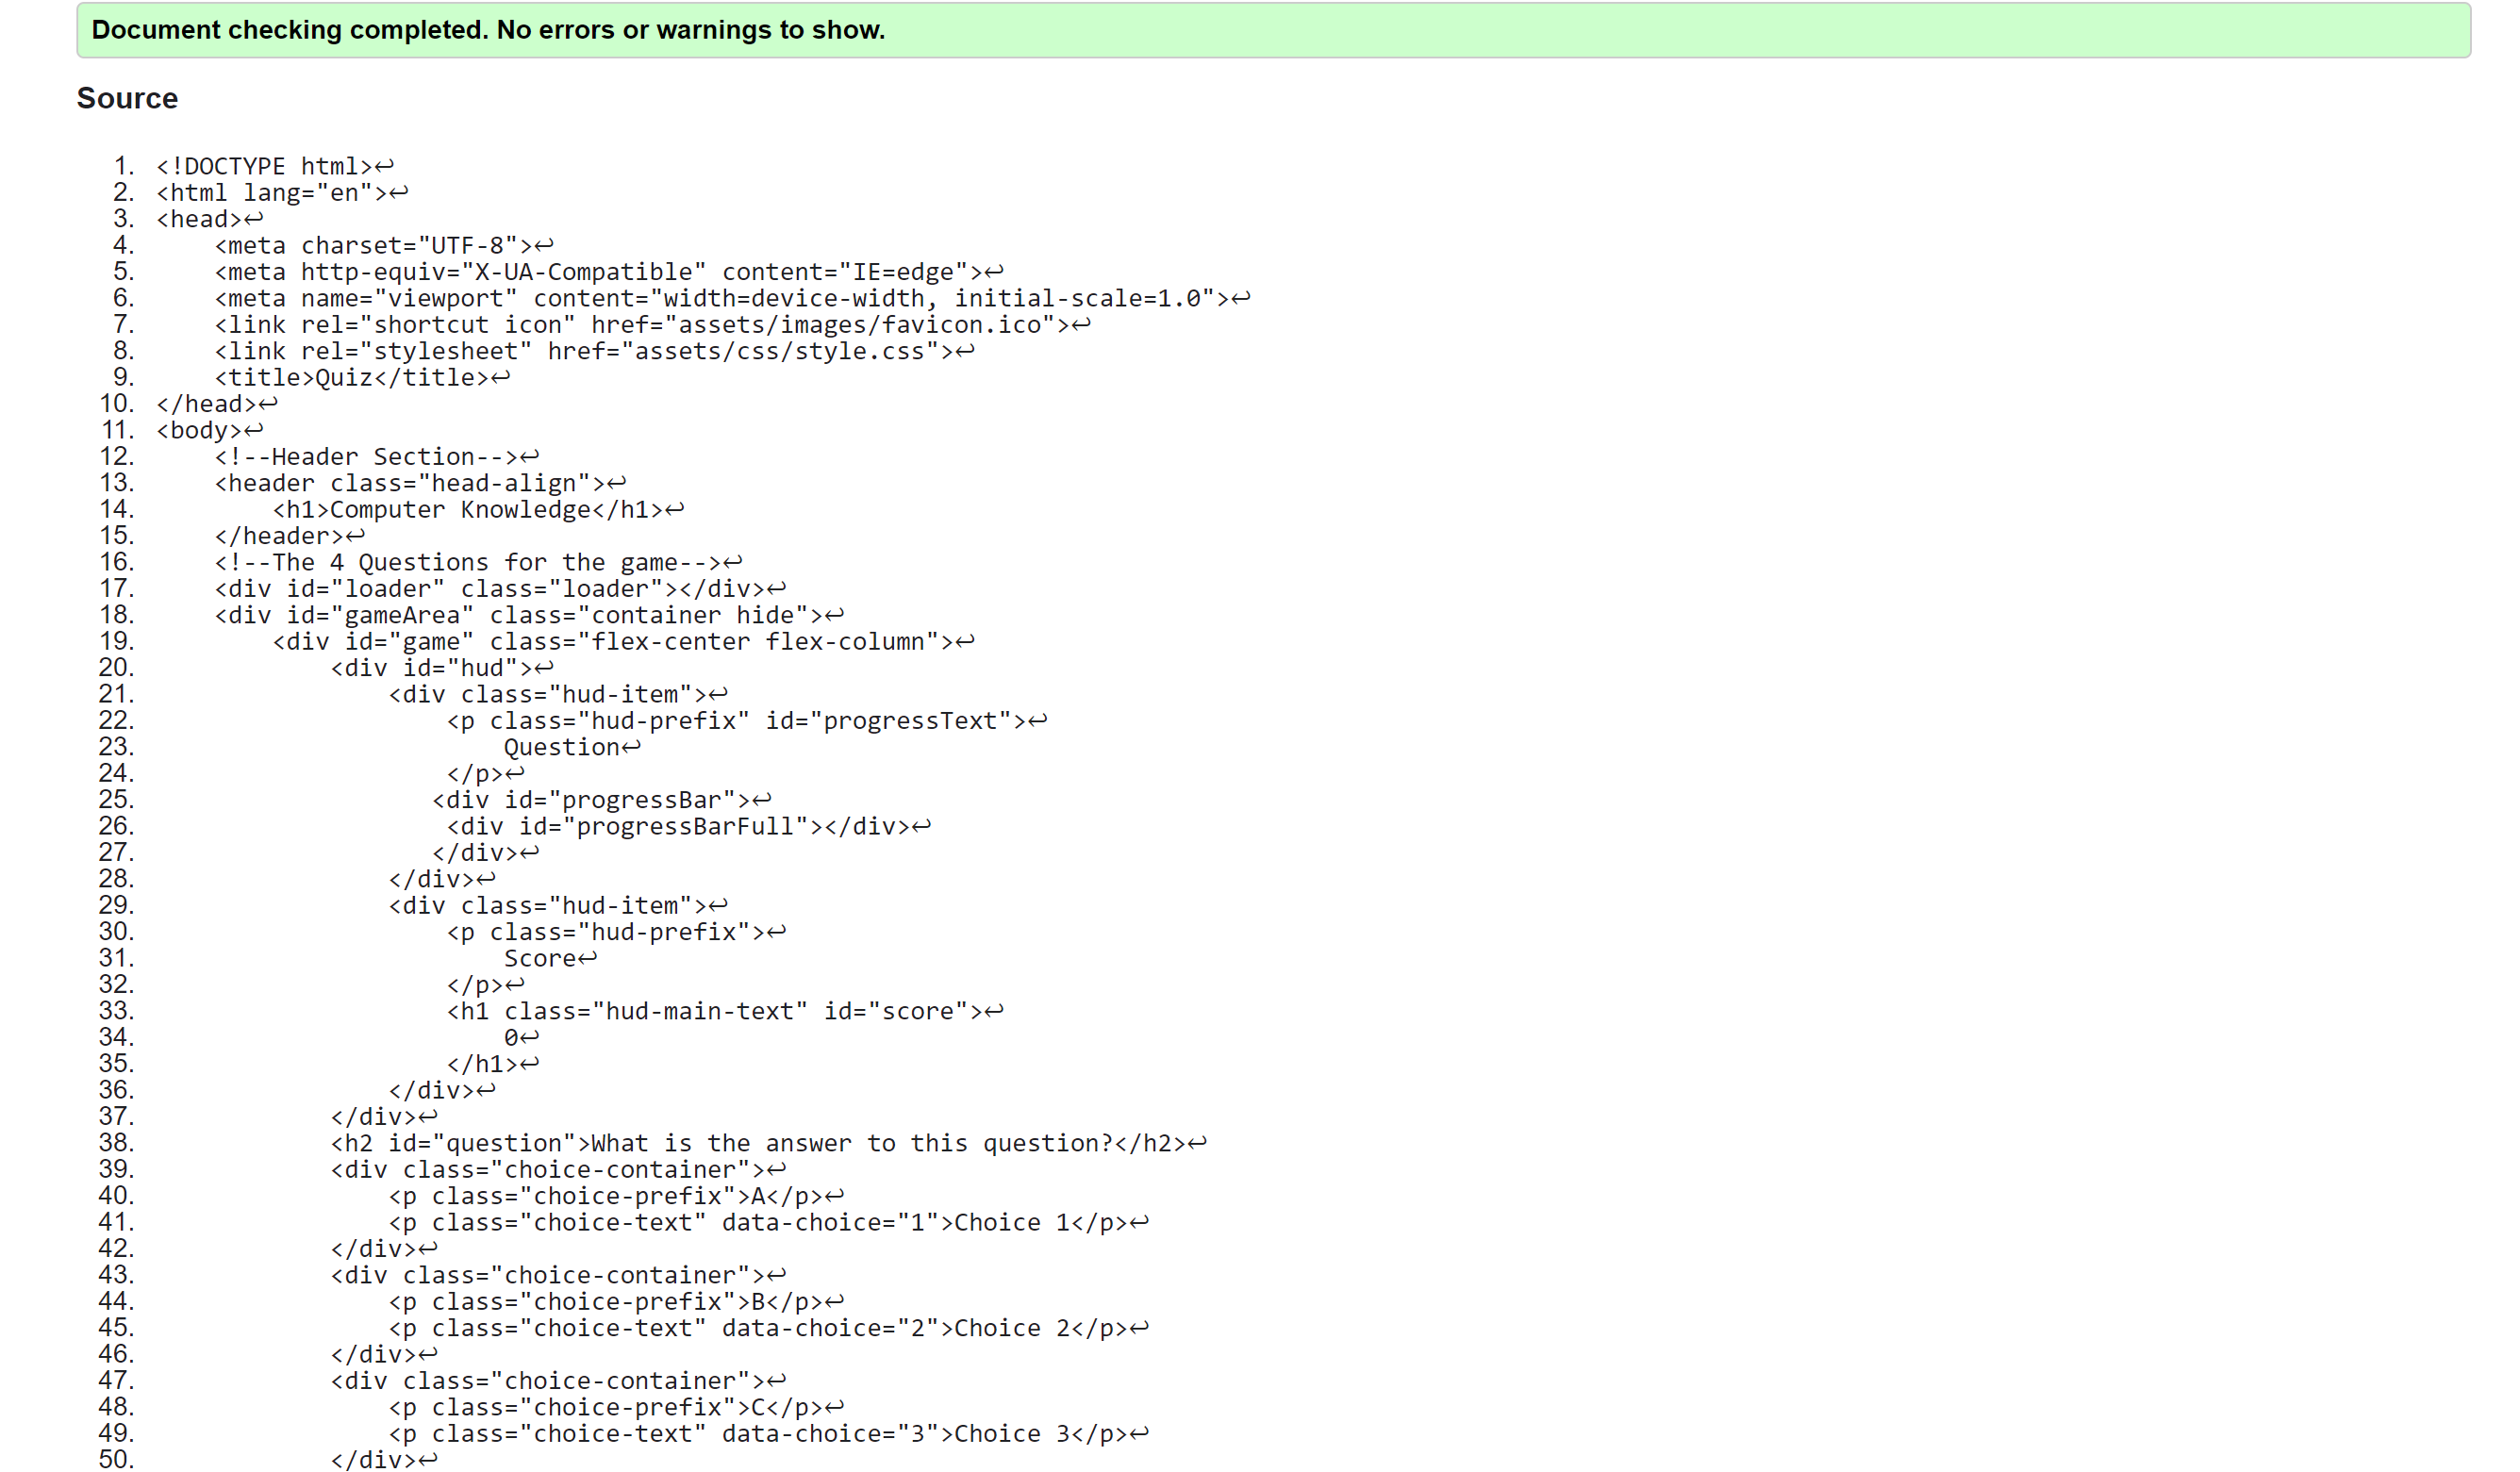 Document checking completed. No errors or warnings to show.
Source
1. <!DOCTYPE html>↩
2. <html lang="en">↩
3. <head>↩
4.     <meta charset="UTF-8">↩
5.     <meta http-equiv="X-UA-Compatible" content="IE=edge">↩
6.     <meta name="viewport" content="width=device-width, initial-scale=1.0">↩
7.     <link rel="shortcut icon" href="assets/images/favicon.ico">↩
8.     <link rel="stylesheet" href="assets/css/style.css">↩
9.     <title>Quiz</title>↩
10. </head>↩
11. <body>↩
12.     <!--Header Section-->↩
13.     <header class="head-align">↩
14.         <h1>Computer Knowledge</h1>↩
15.     </header>↩
16.     <!--The 4 Questions for the game-->↩
17.     <div id="loader" class="loader"></div>↩
18.     <div id="gameArea" class="container hide">↩
19.         <div id="game" class="flex-center flex-column">↩
20.             <div id="hud">↩
21.                 <div class="hud-item">↩
22.                     <p class="hud-prefix" id="progressText">↩
23.                         Question↩
24.                     </p>↩
25.                    <div id="progressBar">↩
26.                     <div id="progressBarFull"></div>↩
27.                    </div>↩
28.                 </div>↩
29.                 <div class="hud-item">↩
30.                     <p class="hud-prefix">↩
31.                         Score↩
32.                     </p>↩
33.                     <h1 class="hud-main-text" id="score">↩
34.                         0↩
35.                     </h1>↩
36.                 </div>↩
37.             </div>↩
38.             <h2 id="question">What is the answer to this question?</h2>↩
39.             <div class="choice-container">↩
40.                 <p class="choice-prefix">A</p>↩
41.                 <p class="choice-text" data-choice="1">Choice 1</p>↩
42.             </div>↩
43.             <div class="choice-container">↩
44.                 <p class="choice-prefix">B</p>↩
45.                 <p class="choice-text" data-choice="2">Choice 2</p>↩
46.             </div>↩
47.             <div class="choice-container">↩
48.                 <p class="choice-prefix">C</p>↩
49.                 <p class="choice-text" data-choice="3">Choice 3</p>↩
50.             </div>↩